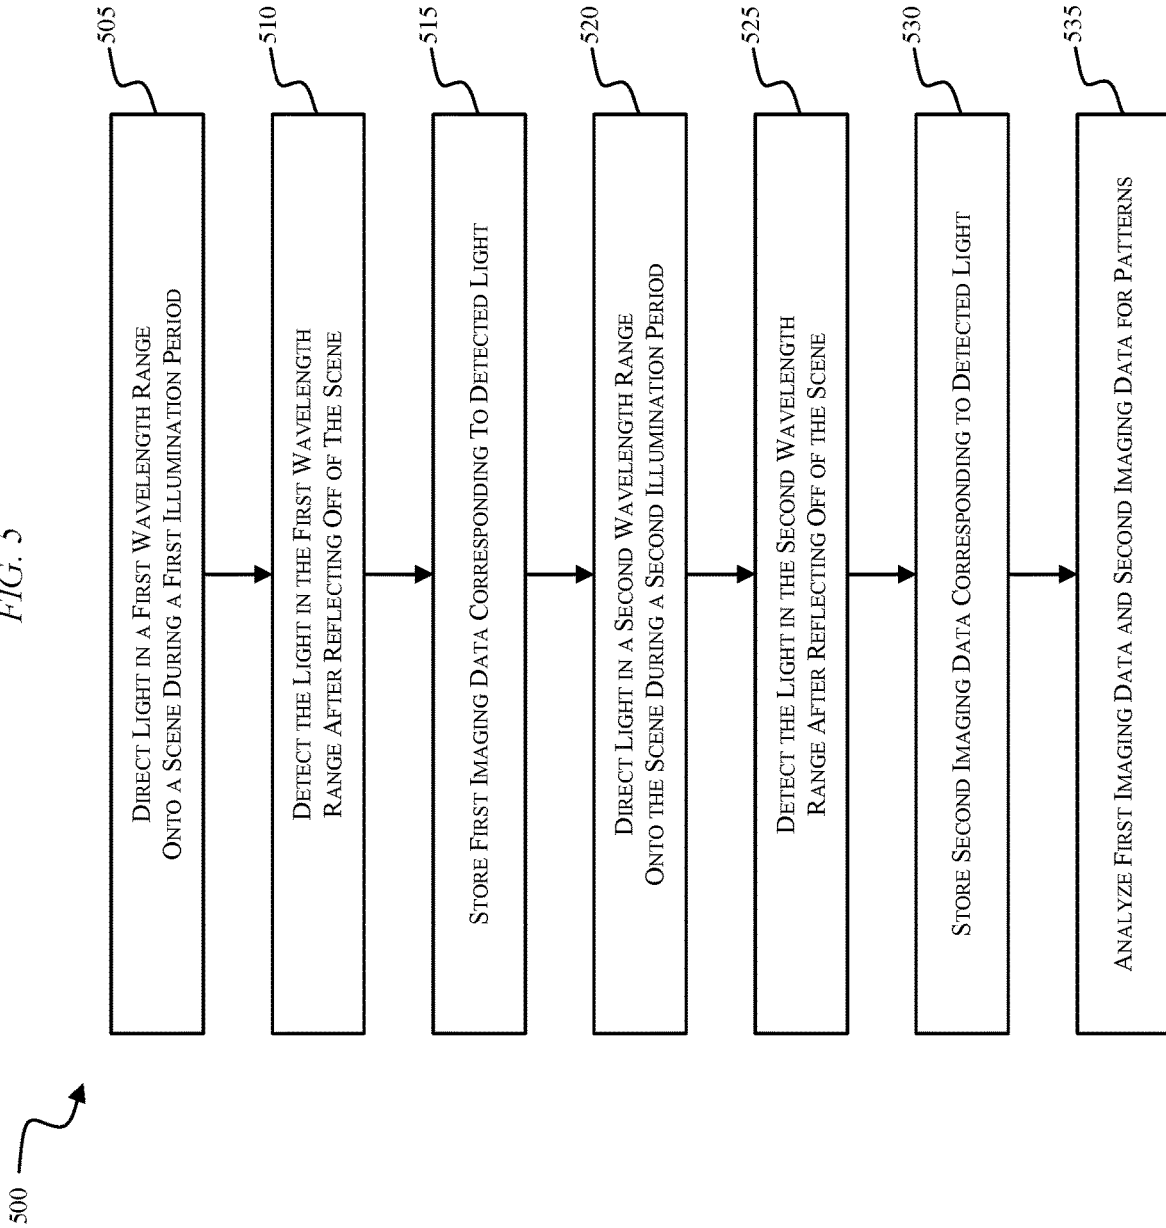 FIG. 5
500
DIRECT LIGHT IN A FIRST WAVELENGTH RANGE
ONTO A SCENE DURING A FIRST ILLUMINATION PERIOD
505
DETECT THE LIGHT IN THE FIRST WAVELENGTH
RANGE AFTER REFLECTING OFF OF THE SCENE
510
STORE FIRST IMAGING DATA CORRESPONDING TO DETECTED LIGHT
515
DIRECT LIGHT IN A SECOND WAVELENGTH RANGE
ONTO THE SCENE DURING A SECOND ILLUMINATION PERIOD
520
DETECT THE LIGHT IN THE SECOND WAVELENGTH
RANGE AFTER REFLECTING OFF OF THE SCENE
525
STORE SECOND IMAGING DATA CORRESPONDING TO DETECTED LIGHT
530
ANALYZE FIRST IMAGING DATA AND SECOND IMAGING DATA FOR PATTERNS
535